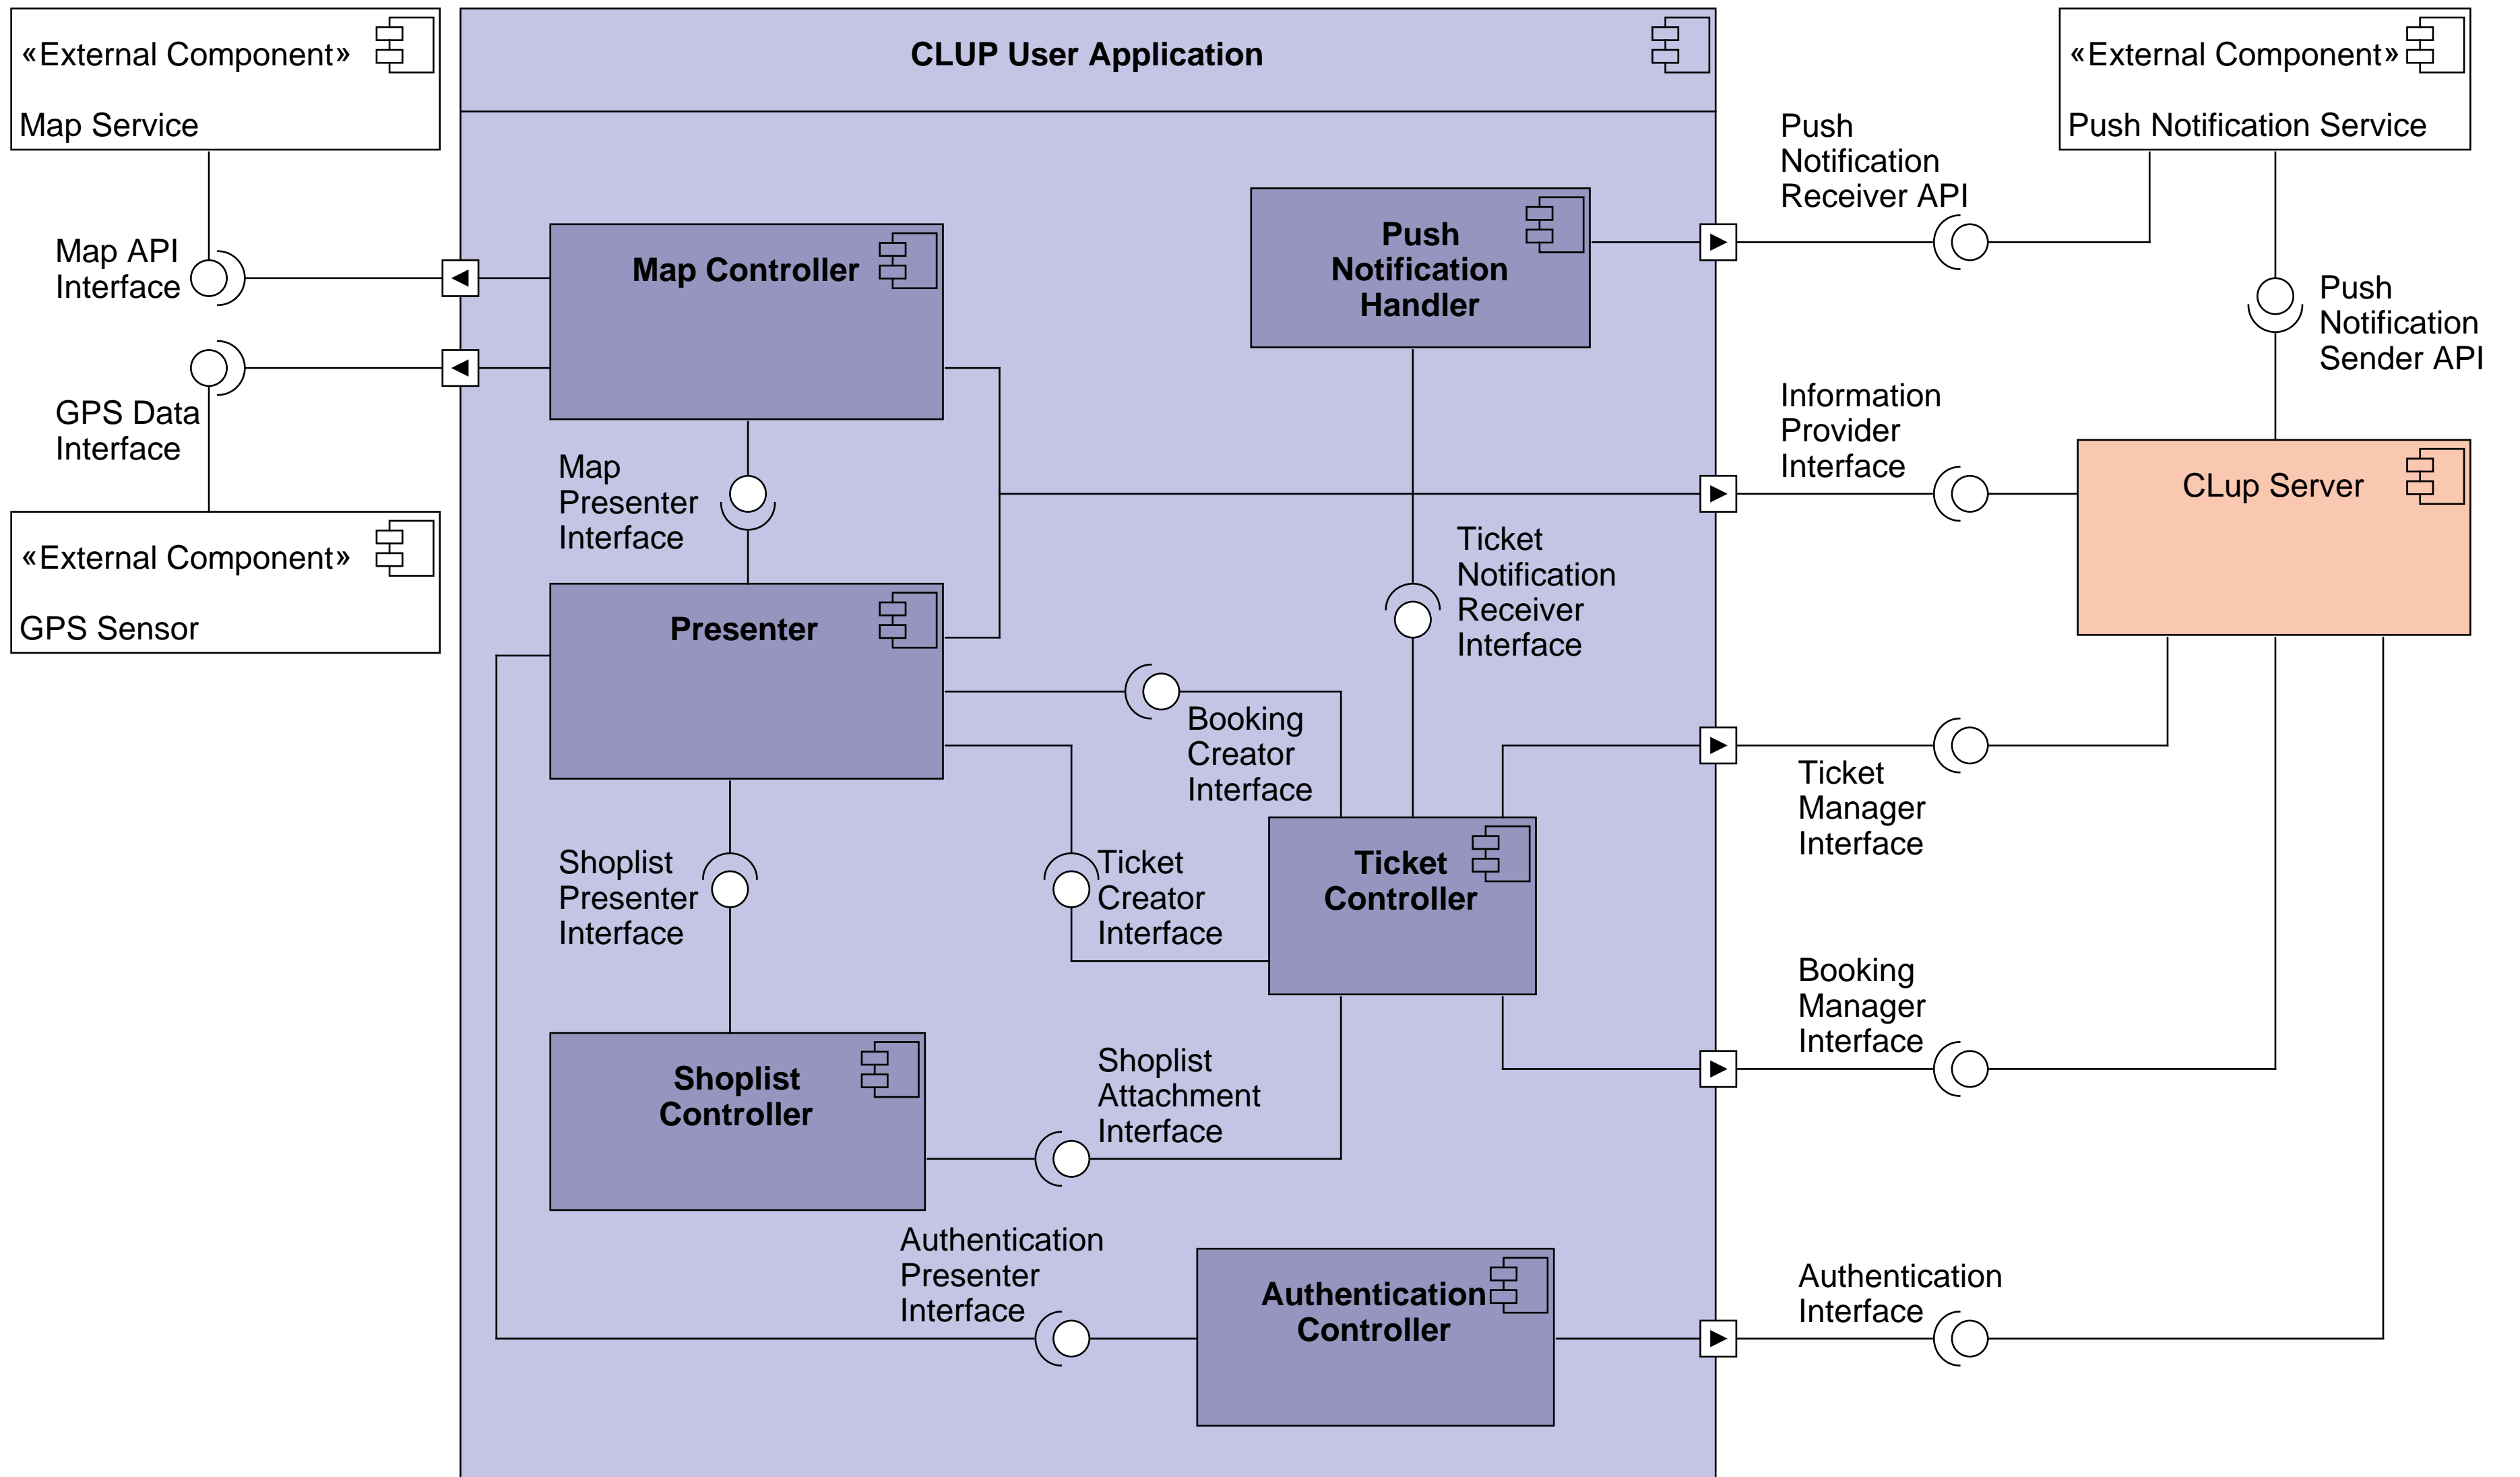 «External Component»
Map Service
CLUP User Application
«External Component»
Push Notification Service
Push
Notification
Receiver API
Map API
Interface
Map Controller
Push
Notification
Handler
Push
Notification
Sender API
GPS Data
Interface
Information
Provider
Interface
Map
Presenter
Interface
CLup Server
«External Component»
GPS Sensor
Ticket
Notification
Receiver
Interface
Presenter
Booking
Creator
Interface
Ticket
Manager
Interface
Shoplist
Presenter
Interface
Ticket
Creator
Interface
Ticket
Controller
Booking
Manager
Interface
Shoplist
Controller
Shoplist
Attachment
Interface
Authentication
Presenter
Interface
Authentication
Controller
Authentication
Interface